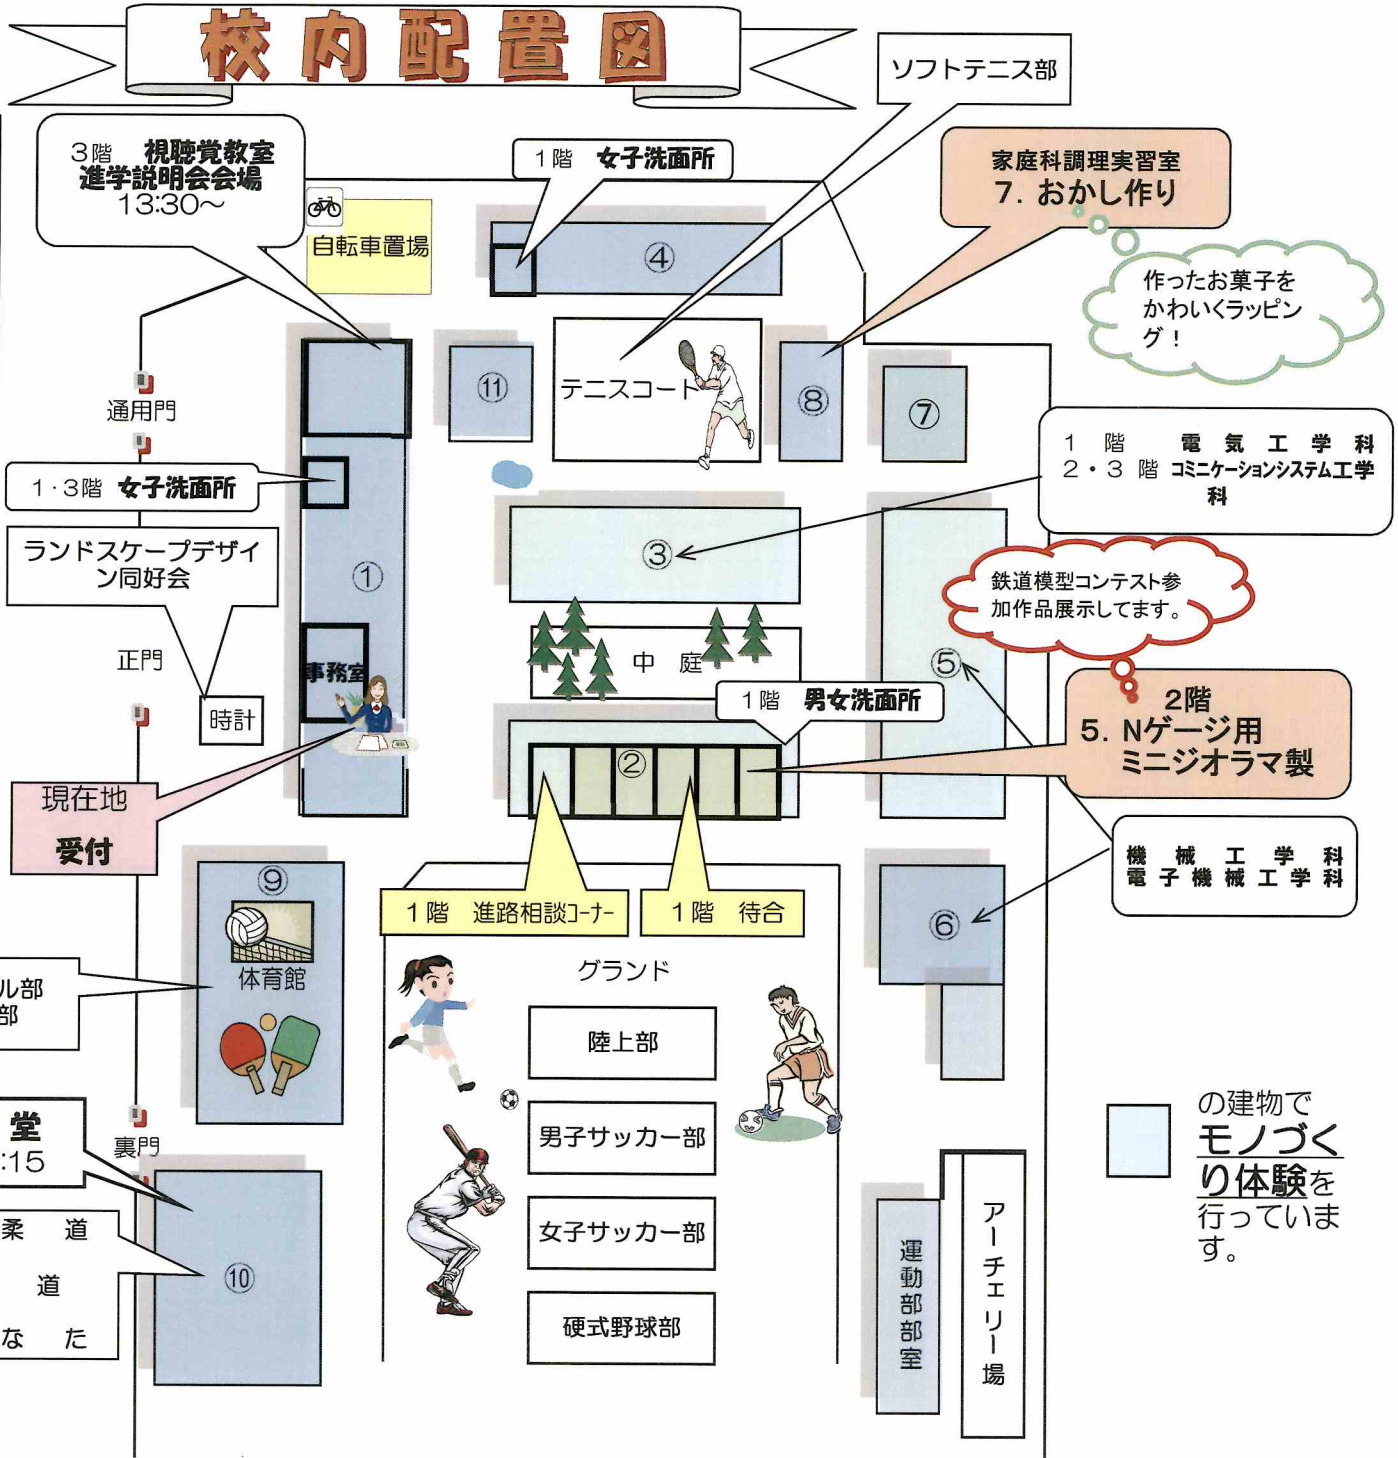 校内配置図
ソフトテニス部
3階 視聴覚教室
進学説明会会場
13:30～
1階 女子洗面所
家庭科調理実習室
7. おかし作り
自転車置場
④
作ったお菓子を
かわいくラッピン
グ！
⑪
テニスコート
⑧
⑦
通用門
1 階 電気工学科
2・3 階 コミニケーションシステム工学
科
1・3階 女子洗面所
ランドスケープデザイ
ン同好会
①
③
鉄道模型コンテスト参
加作品展示してます。
正門
事務室
中庭
⑤
時計
1階 男女洗面所
2階
5. Nゲージ用
ミニジオラマ製
②
現在地
受付
機械工学科
電子機械工学科
⑨
1階 進路相談コーナー
1階 待合
⑥
体育館
グランド
ル部
部
陸上部
堂
:15
裏門
男子サッカー部
の建物で
モノづく
り体験を
行っていま
す。
柔道
道
なた
⑩
女子サッカー部
硬式野球部
運動部部室
アーチェリー場